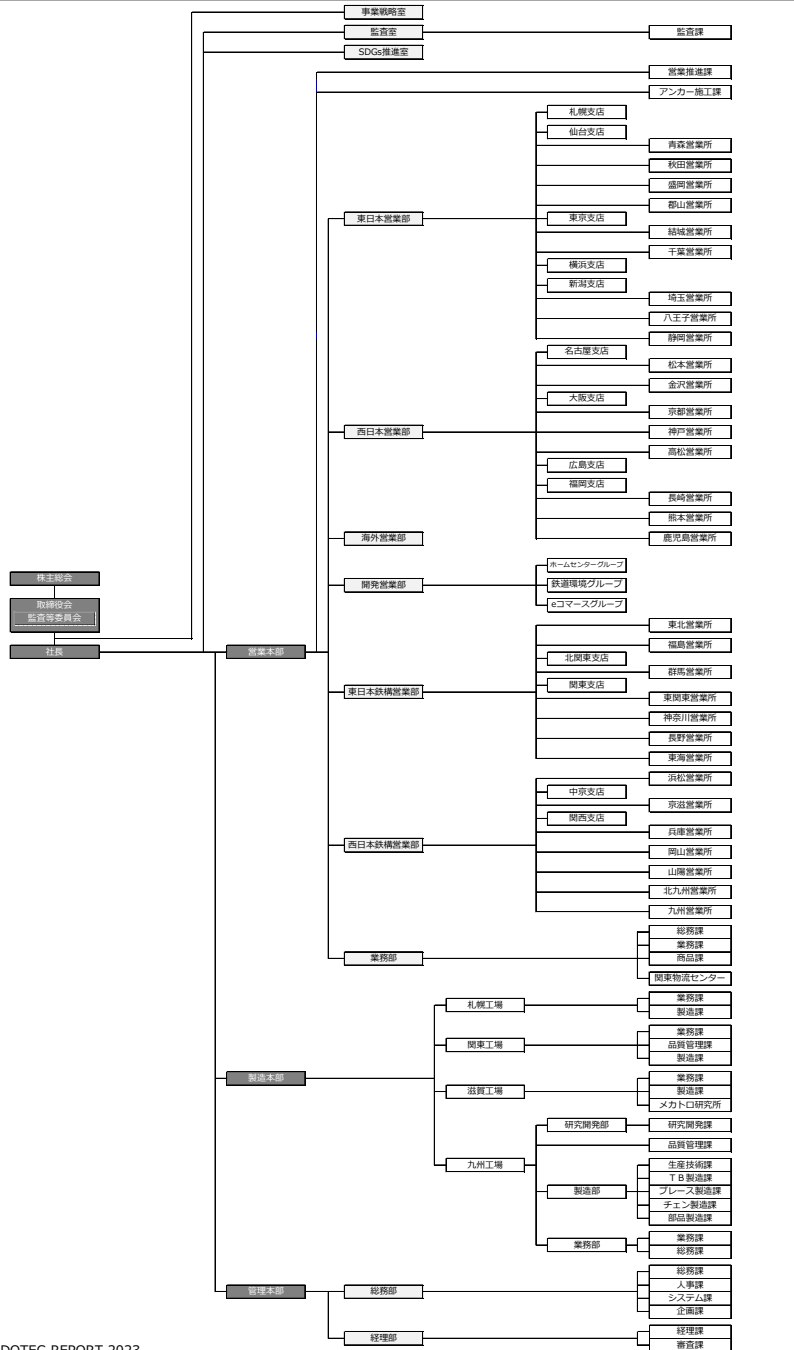 事業戦略室
監査室
監査課
SDGs推進室
営業推進課
アンカー施工課
札幌支店
仙台支店
青森営業所
秋田営業所
盛岡営業所
郡山営業所
東日本営業部
東京支店
結城営業所
千葉営業所
横浜支店
新潟支店
埼玉営業所
八王子営業所
静岡営業所
名古屋支店
松本営業所
金沢営業所
大阪支店
京都営業所
西日本営業部
神戸営業所
高松営業所
広島支店
福岡支店
長崎営業所
熊本営業所
海外営業部
鹿児島営業所
ホームセンターグループ
株主総会
開発営業部
鉄道環境グループ
取締役会
eコマースグループ
監査等委員会
東北営業所
福島営業所
社長
営業本部
北関東支店
群馬営業所
関東支店
東日本鉄構営業部
東関東営業所
神奈川営業所
長野営業所
東海営業所
浜松営業所
中京支店
京滋営業所
関西支店
兵庫営業所
西日本鉄構営業部
岡山営業所
山陽営業所
北九州営業所
九州営業所
総務課
業務課
業務部
商品課
関東物流センター
札幌工場
業務課
製造課
関東工場
業務課
品質管理課
製造課
製造本部
滋賀工場
業務課
製造課
メカトロ研究所
研究開発部
研究開発課
品質管理課
九州工場
生産技術課
ＴＢ製造課
製造部
ブレース製造課
チェン製造課
部品製造課
業務部
業務課
総務課
管理本部
総務部
総務課
人事課
システム課
企画課
経理部
経理課
審査課
DOTEC REPORT 2023